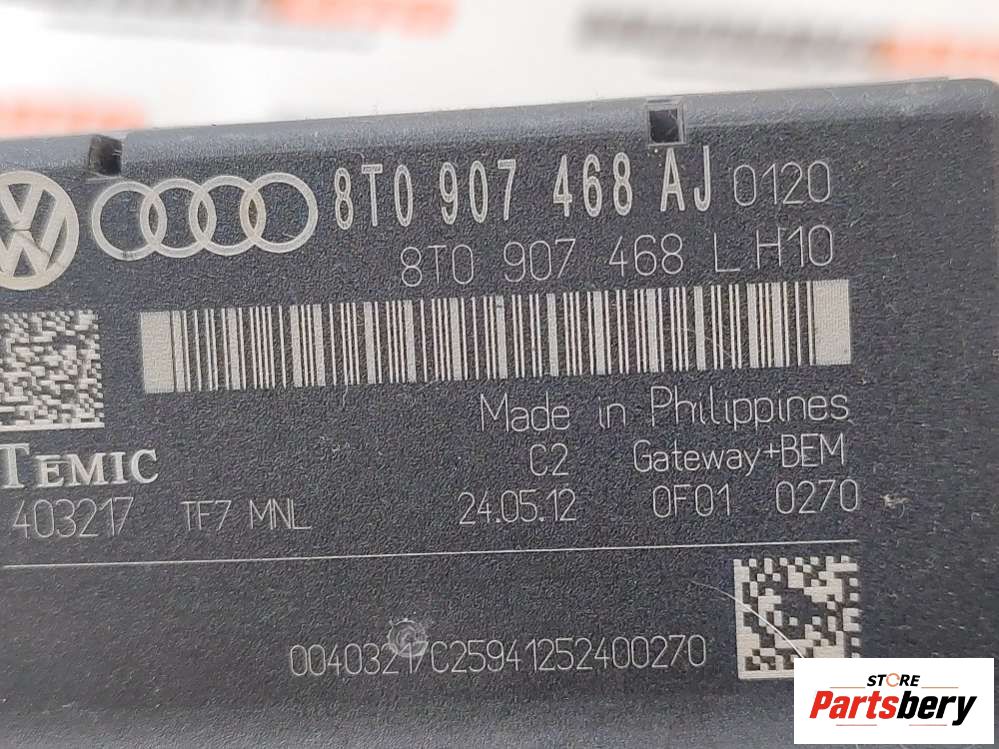 8T0 907 468 AJ 0120
8T0 907 468 L H10
Made in Philippines
TEMIC C2 Gateway+BEM
403217 TF7 MNL 24.05.12 0F01 0270
00403217C25941252400270
STORE
Partsbery